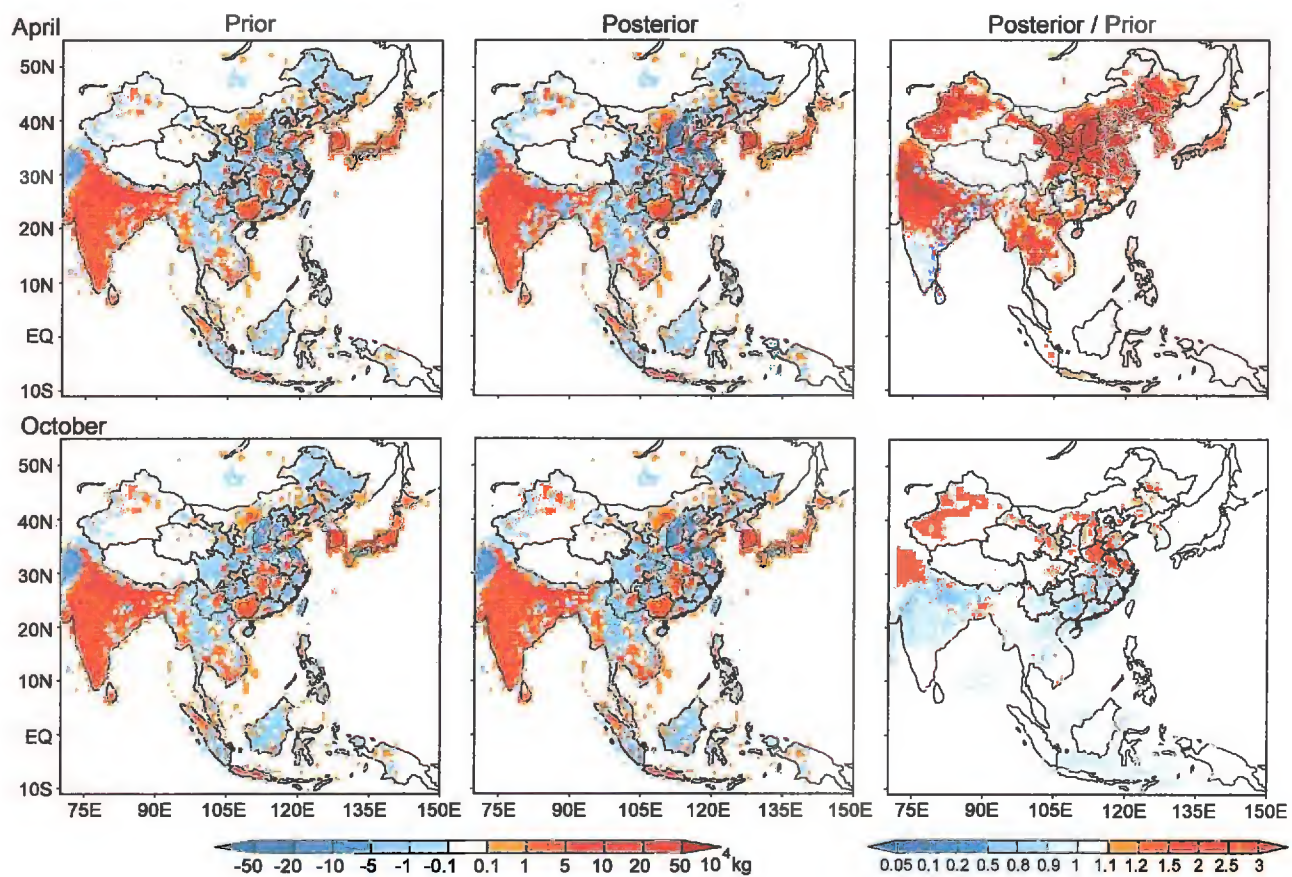 April
Prior
Posterior
Posterior / Prior
50N
40N
30N
20N
10N
EQ
10S
October
50N
40N
30N
20N
10N
EQ
10S
75E 90E 105E 120E 135E 150E
75E 90E 105E 120E 135E 150E
75E 90E 105E 120E 135E 150E
-50 -20 -10 -5 -1 -0.1 0.1 1 5 10 20 50 10⁴kg
0.05 0.1 0.2 0.5 0.8 0.9 1 1.1 1.2 1.5 2 2.5 3